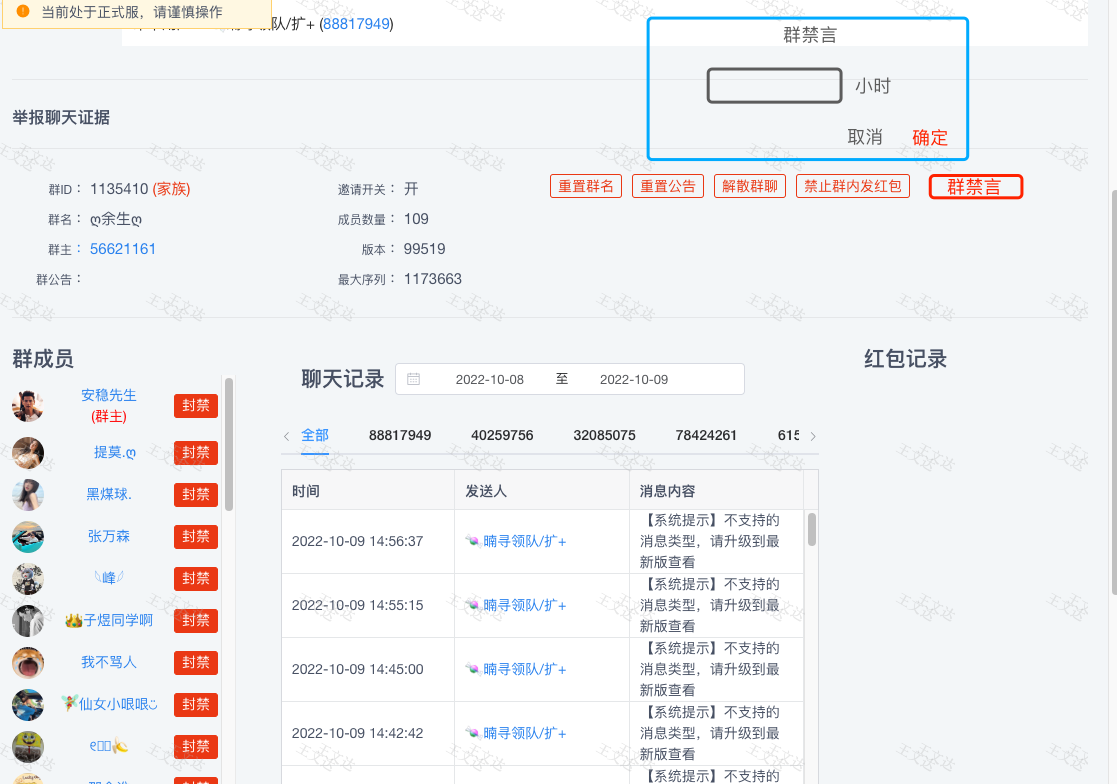 当前处于正式服，请谨慎操作
领队/扩+ (88817949)
群禁言
小时
取消 确定
举报聊天证据
群ID： 1135410 (家族) 邀请开关： 开 重置群名 重置公告 解散群聊 禁止群内发红包 群禁言
群名： ღ余生ღ 成员数量： 109
群主： 56621161 版本： 99519
群公告： 最大序列： 1173663
群成员
聊天记录 2022-10-08 至 2022-10-09
红包记录
全部 88817949 40259756 32085075 78424261 615
安稳先生
(群主)
封禁
提莫.ღ 封禁
黑煤球. 封禁
张万森 封禁
峰 封禁
👑子煜同学啊 封禁
我不骂人 封禁
🧚仙女小哏哏 封禁
封禁
时间 发送人 消息内容
2022-10-09 14:56:37 🍬喃寻领队/扩+ 【系统提示】不支持的
消息类型，请升级到最
新版查看
2022-10-09 14:55:15 🍬喃寻领队/扩+ 【系统提示】不支持的
消息类型，请升级到最
新版查看
2022-10-09 14:45:00 🍬喃寻领队/扩+ 【系统提示】不支持的
消息类型，请升级到最
新版查看
2022-10-09 14:42:42 🍬喃寻领队/扩+ 【系统提示】不支持的
消息类型，请升级到最
新版查看
【系统提示】不支持的